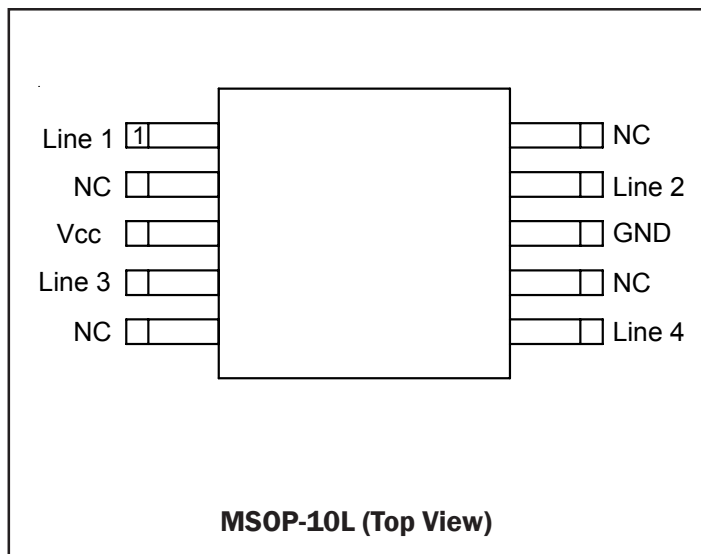 Line 1 1 NC
NC Line 2
Vcc GND
Line 3 NC
NC Line 4
MSOP-10L (Top View)